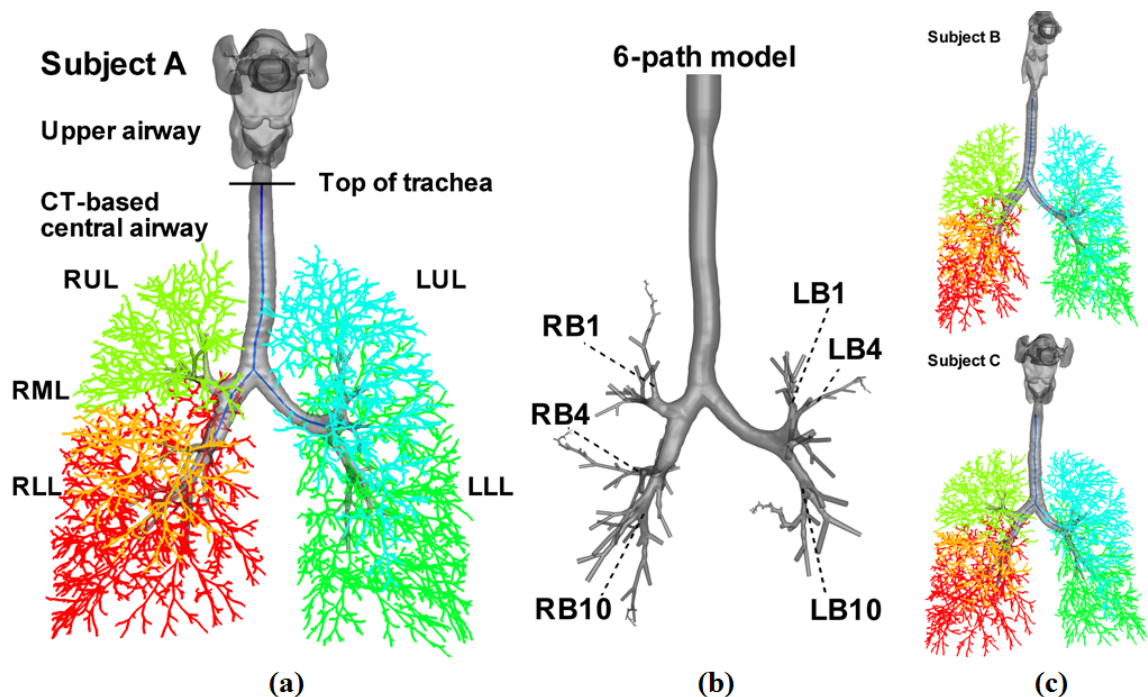 Subject A
Upper airway
Top of trachea
CT-based
central airway
RUL
LUL
RML
RLL
LLL
(a)
6-path model
RB1
LB1
LB4
RB4
RB10
LB10
(b)
Subject B
Subject C
(c)